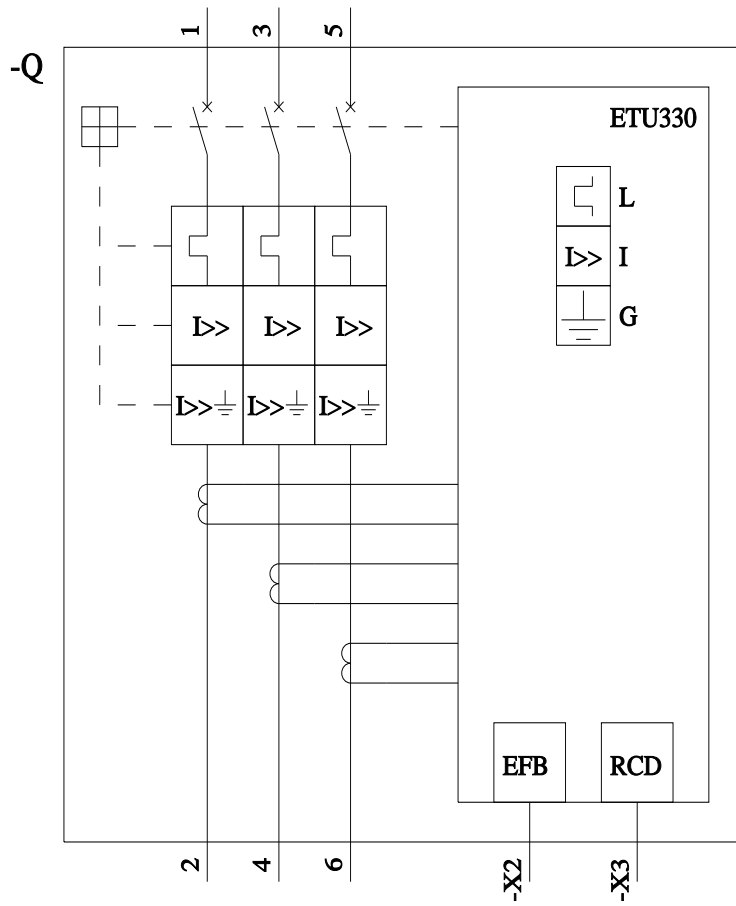 1 3 5
-Q
ETU330
L
I>> I
G
I>> I>> I>>
I>> I>> I>>
EFB RCD
2 4 6 -X2 -X3